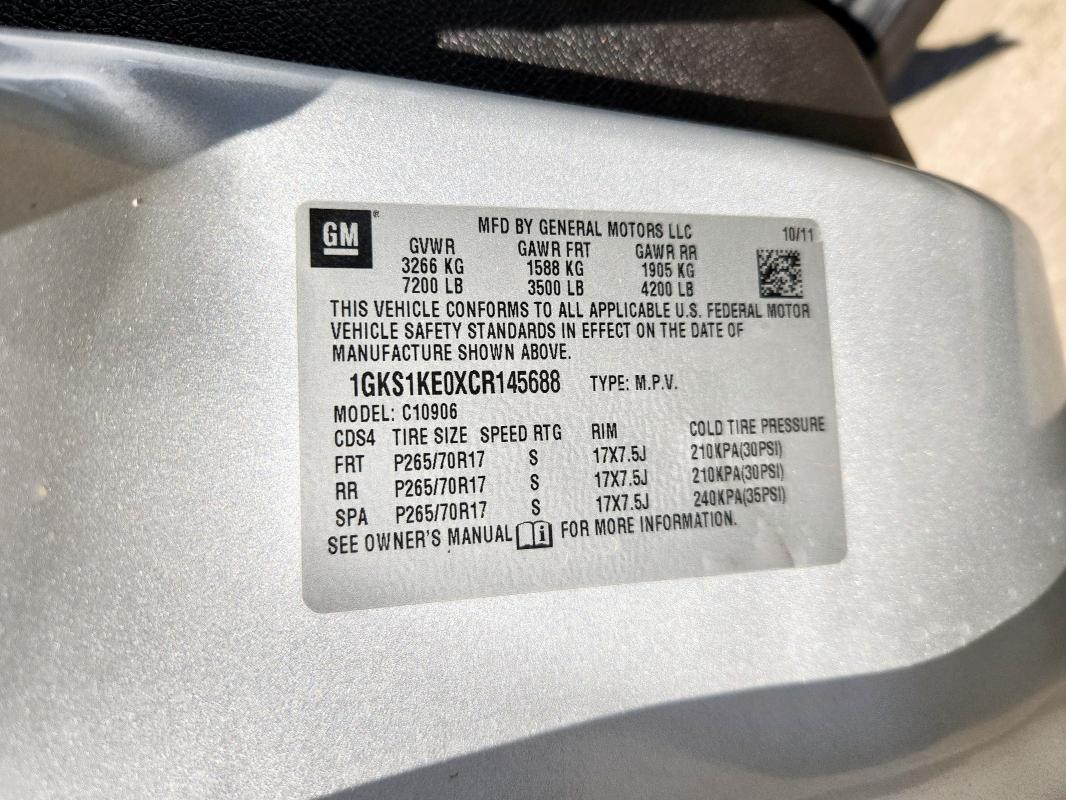 GM®
MFD BY GENERAL MOTORS LLC 10/11
GVWR GAWR FRT GAWR RR
3266 KG 1588 KG 1905 KG
7200 LB 3500 LB 4200 LB
THIS VEHICLE CONFORMS TO ALL APPLICABLE U.S. FEDERAL MOTOR
VEHICLE SAFETY STANDARDS IN EFFECT ON THE DATE OF
MANUFACTURE SHOWN ABOVE.
1GKS1KE0XCR145688 TYPE: M.P.V.
MODEL: C10906
CDS4 TIRE SIZE SPEED RTG RIM COLD TIRE PRESSURE
FRT P265/70R17 S 17X7.5J 210KPA(30PSI)
RR P265/70R17 S 17X7.5J 210KPA(30PSI)
SPA P265/70R17 S 17X7.5J 240KPA(35PSI)
SEE OWNER'S MANUAL i FOR MORE INFORMATION.